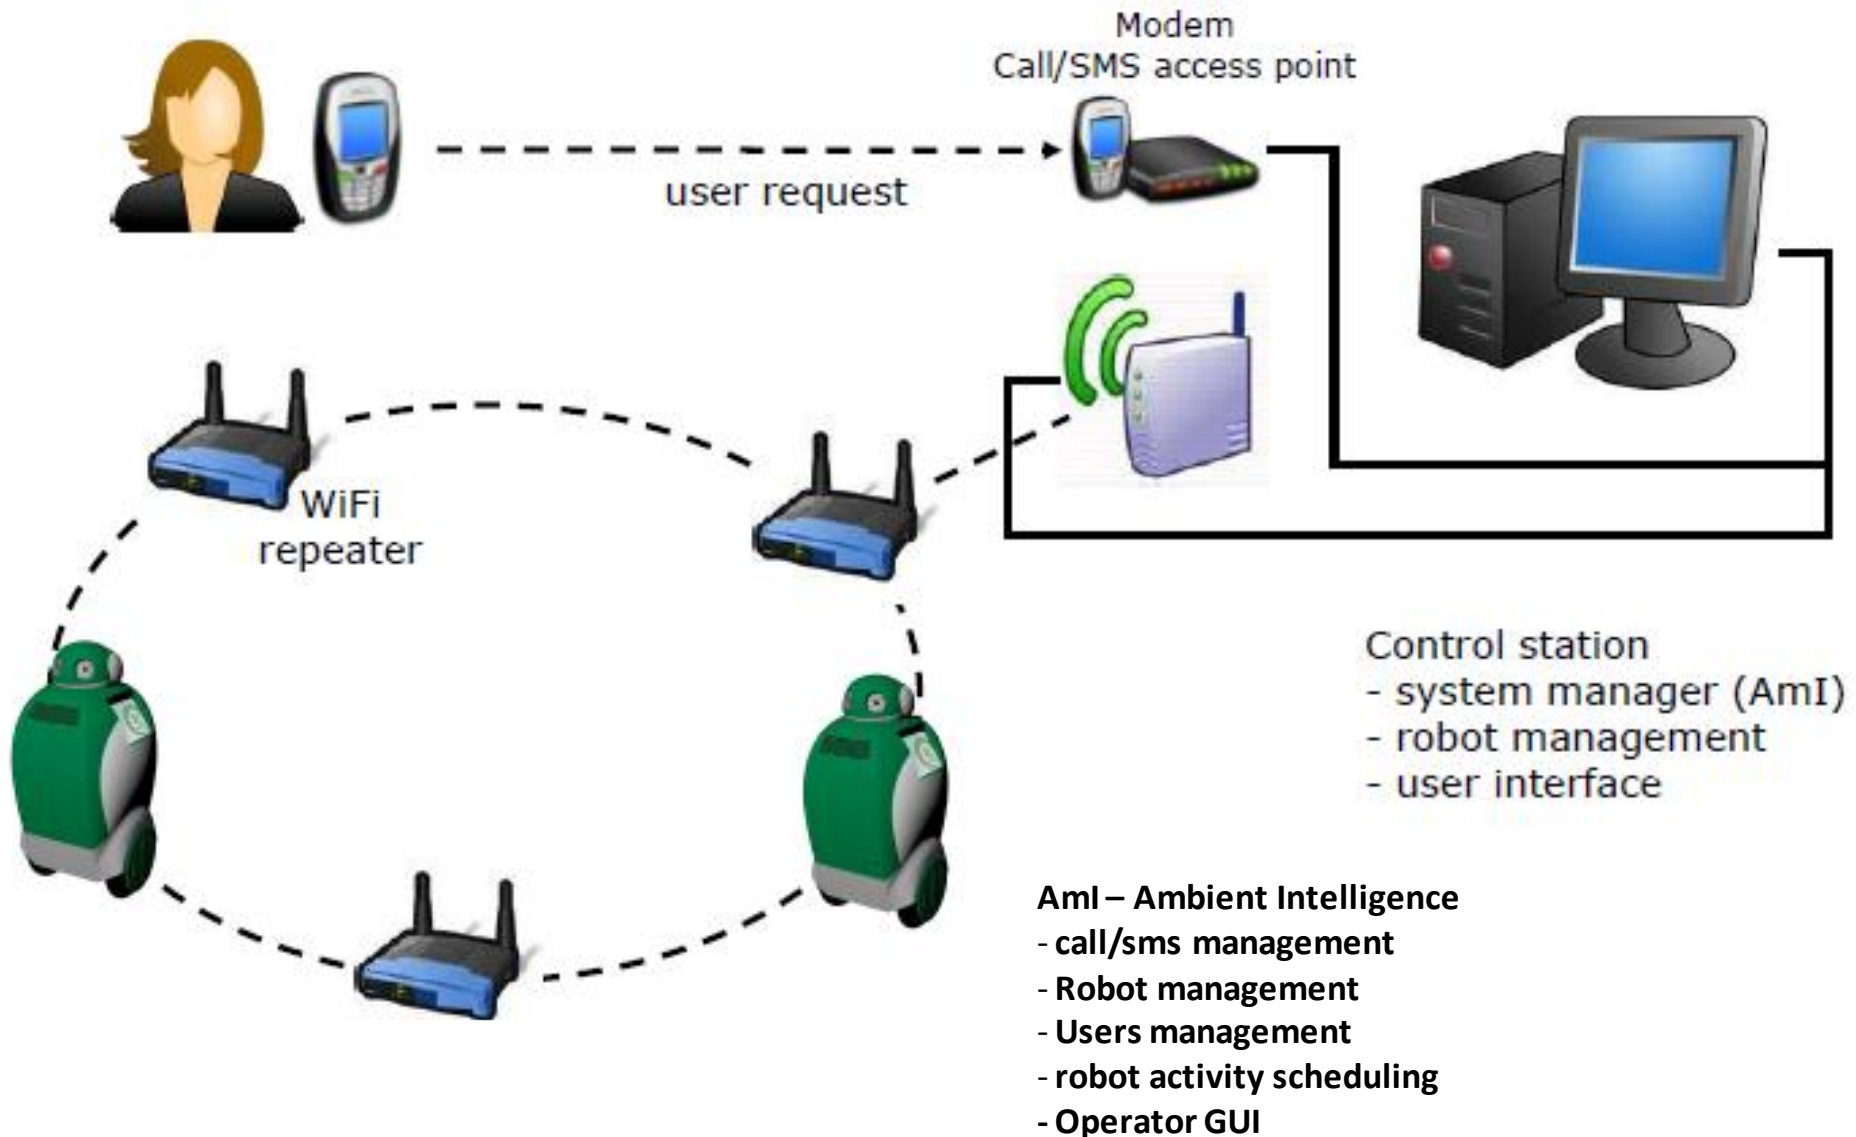 Modem
Call/SMS access point
user request
WiFi
repeater
Control station
- system manager (AmI)
- robot management
- user interface
AmI – Ambient Intelligence
- call/sms management
- Robot management
- Users management
- robot activity scheduling
- Operator GUI